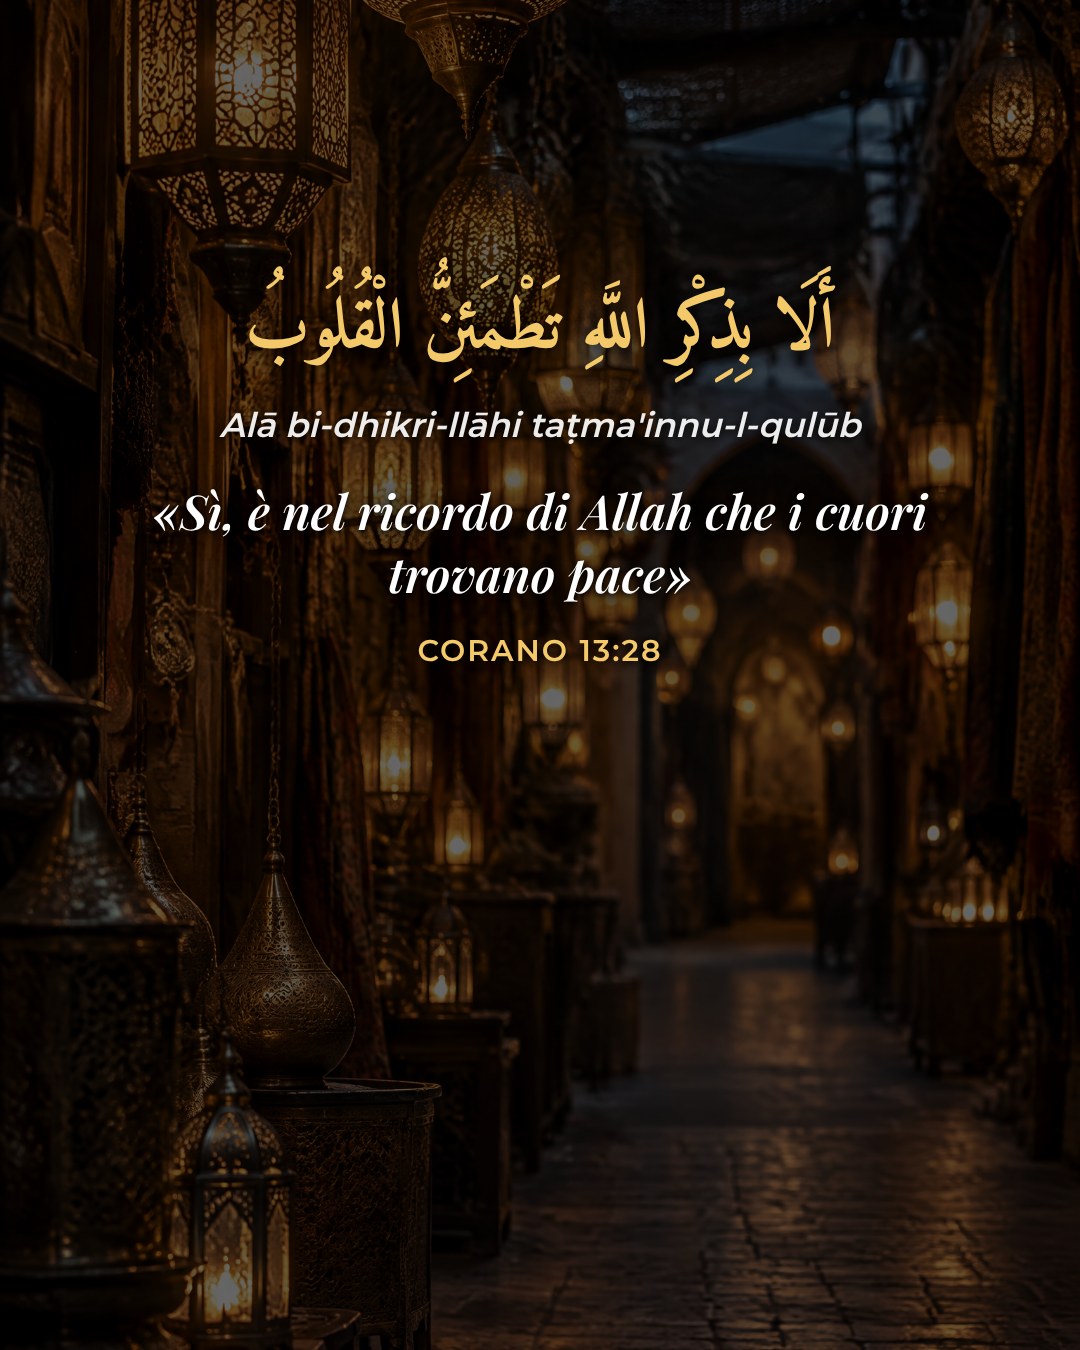 أَلَا بِذِكْرِ اللَّهِ تَطْمَئِنُّ الْقُلُوبُ
Alā bi-dhikri-llāhi taṭma'innu-l-qulūb
«Sì, è nel ricordo di Allah che i cuori
trovano pace»
CORANO 13:28